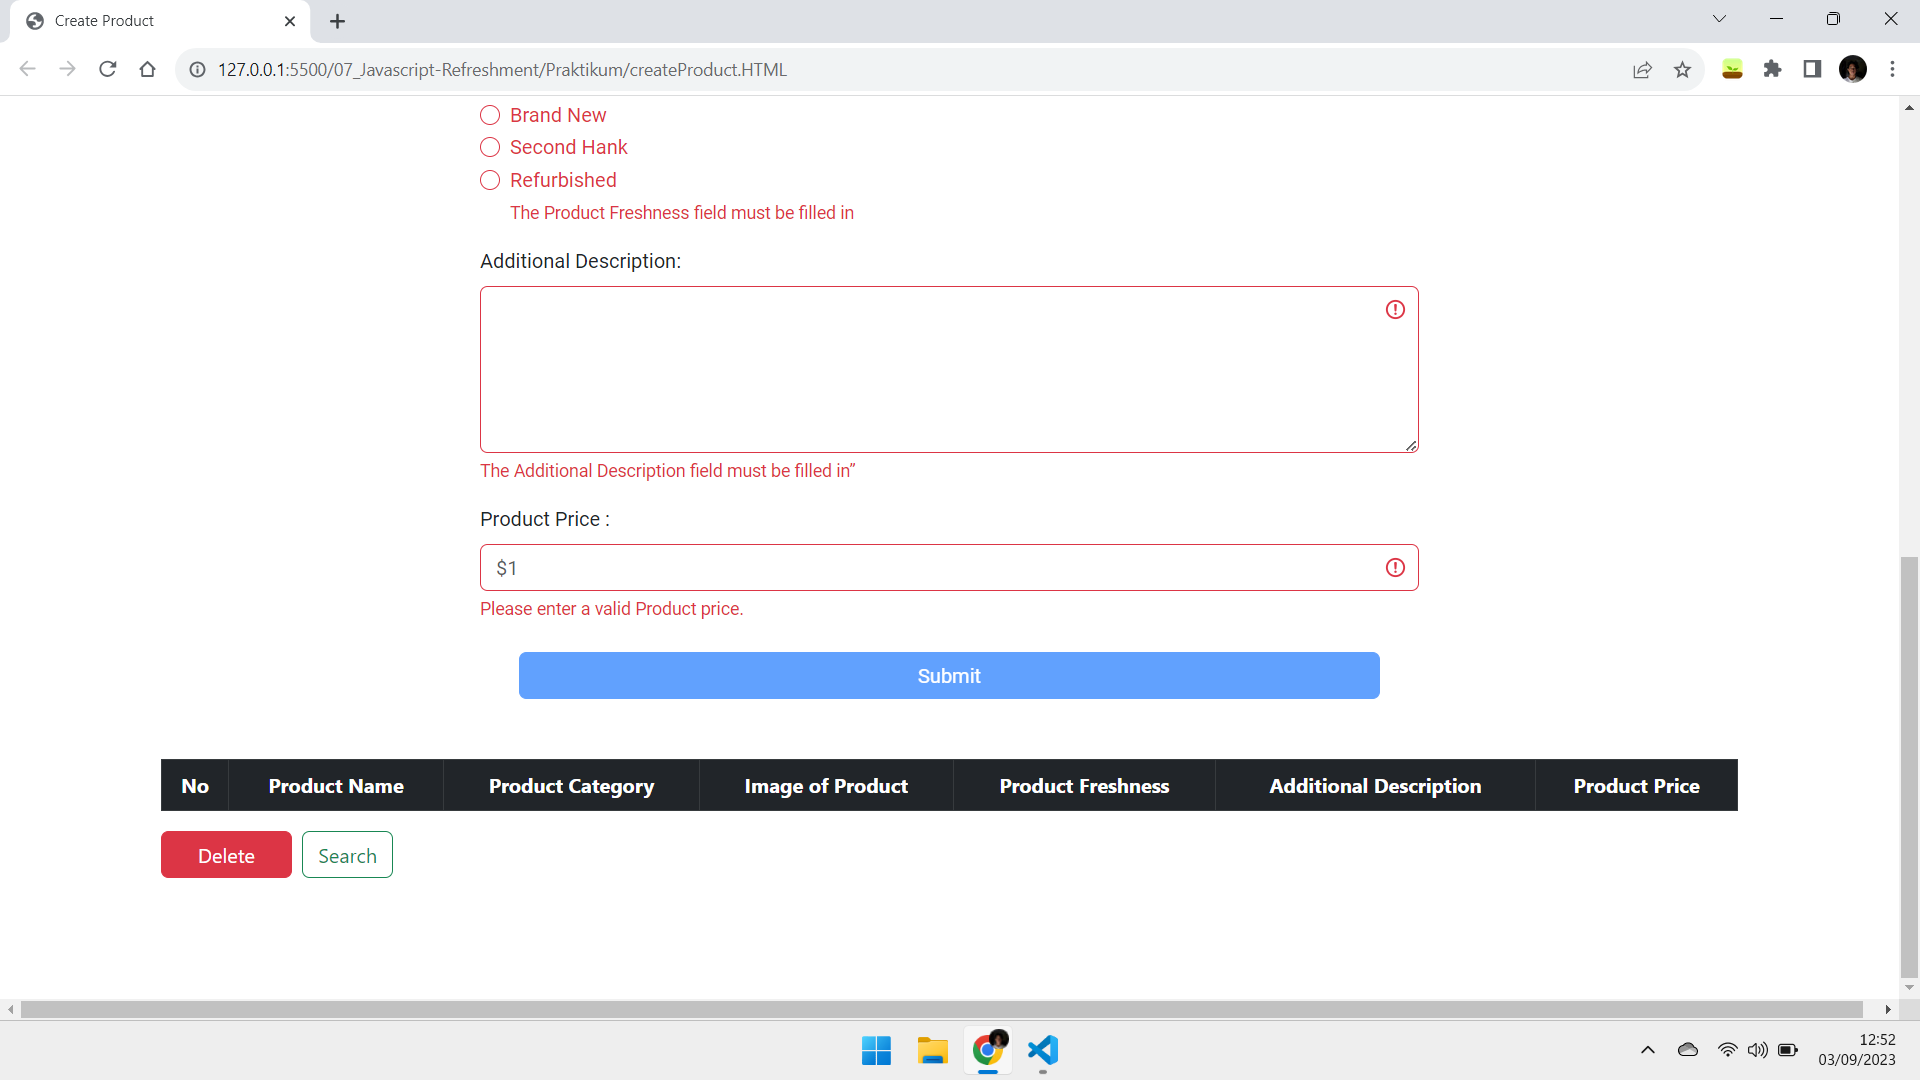 Create Product
127.0.0.1:5500/07_Javascript-Refreshment/Praktikum/createProduct.HTML
Brand New
Second Hank
Refurbished
The Product Freshness field must be filled in
Additional Description:
The Additional Description field must be filled in”
Product Price :
$1
Please enter a valid Product price.
Submit
No Product Name Product Category Image of Product Product Freshness Additional Description Product Price
Delete Search
12:52
03/09/2023